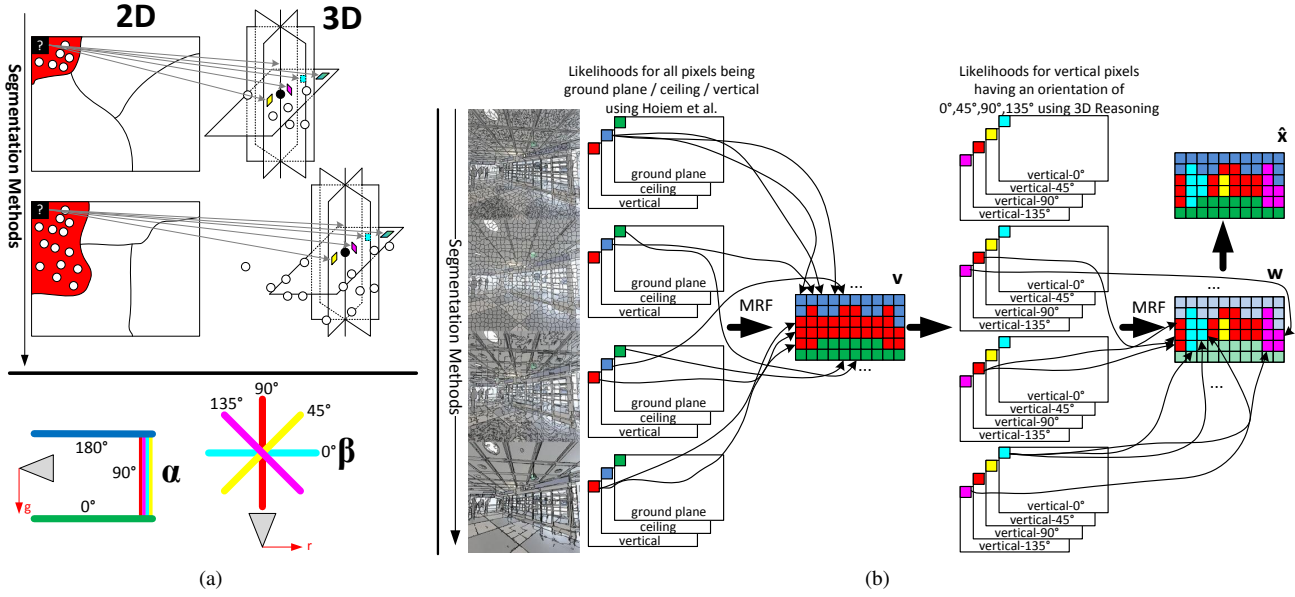 2D
3D
?
?
Segmentation Methods
90°
135°
45°
0°
β
180°
90°
α
0°
g
r
(a)
Likelihoods for all pixels being
ground plane / ceiling / vertical
using Hoiem et al.
Segmentation Methods
ground plane
ceiling
vertical
ground plane
ceiling
vertical
ground plane
ceiling
vertical
ground plane
ceiling
vertical
MRF
...
v
...
Likelihoods for vertical pixels
having an orientation of
0°,45°,90°,135° using 3D Reasoning
vertical-0°
vertical-45°
vertical-90°
vertical-135°
vertical-0°
vertical-45°
vertical-90°
vertical-135°
vertical-0°
vertical-45°
vertical-90°
vertical-135°
vertical-0°
vertical-45°
vertical-90°
vertical-135°
MRF
x̂
w
...
...
(b)